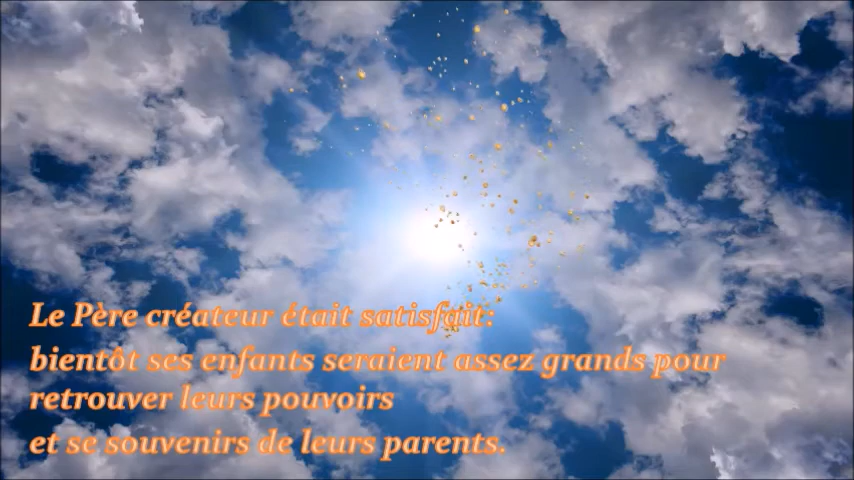 Le Père créateur était satisfait:
bientôt ses enfants seraient assez grands pour
retrouver leurs pouvoirs
et se souvenirs de leurs parents.